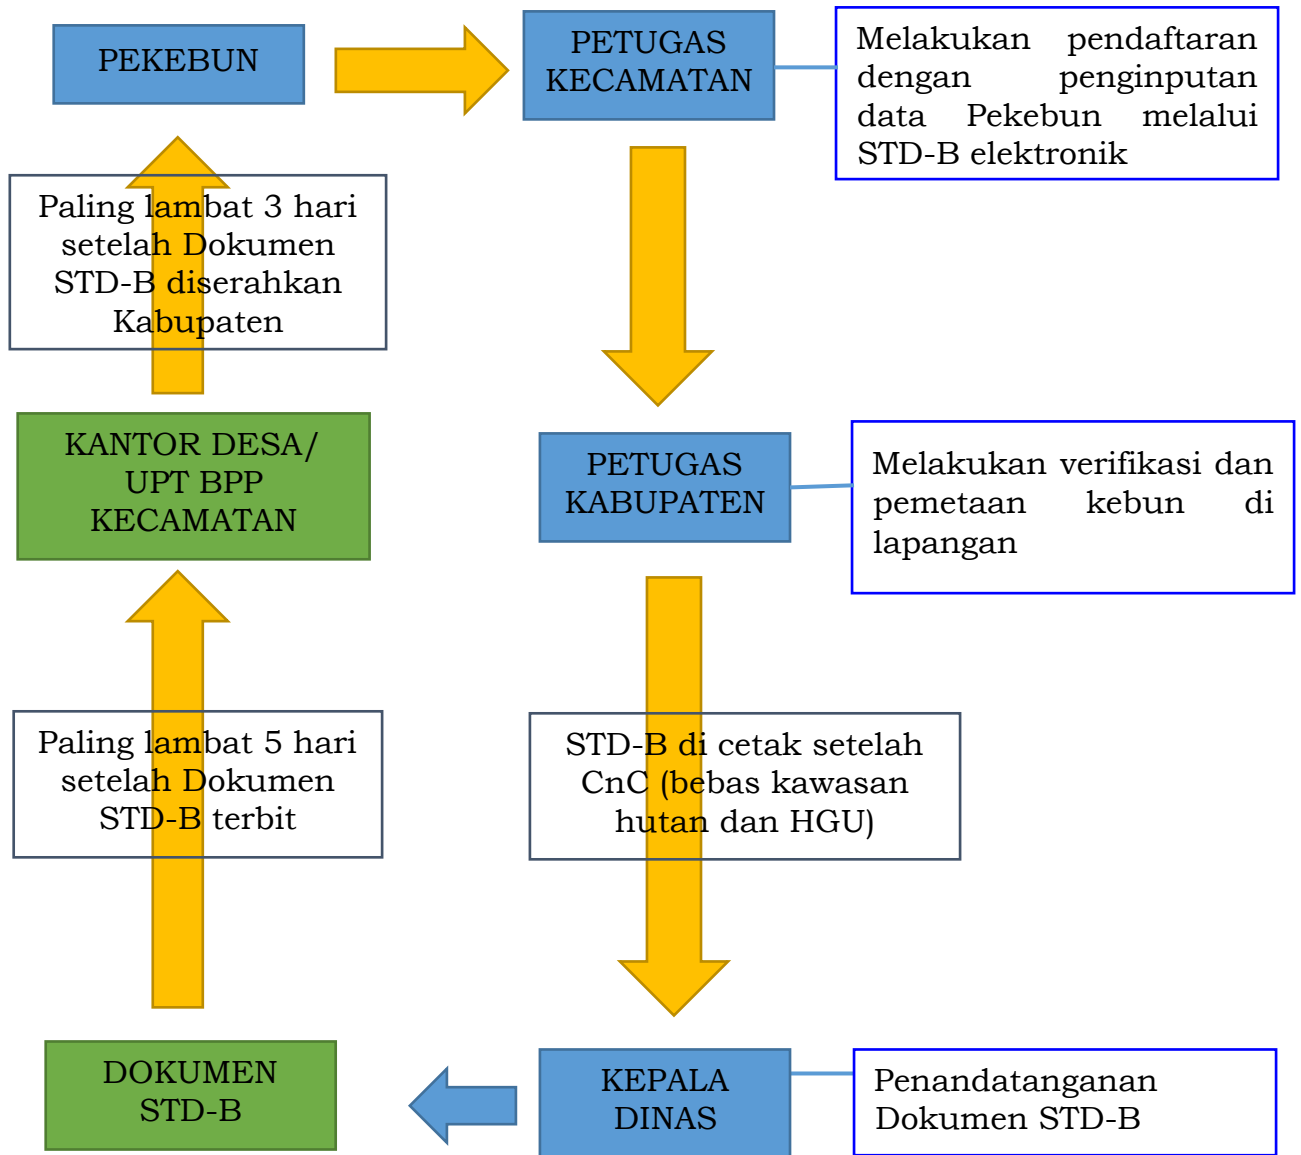 PEKEBUN
PETUGAS
KECAMATAN
Melakukan pendaftaran
dengan penginputan
data Pekebun melalui
STD-B elektronik
Paling lambat 3 hari
setelah Dokumen
STD-B diserahkan
Kabupaten
KANTOR DESA/
UPT BPP
KECAMATAN
PETUGAS
KABUPATEN
Melakukan verifikasi dan
pemetaan kebun di
lapangan
Paling lambat 5 hari
setelah Dokumen
STD-B terbit
STD-B di cetak setelah
CnC (bebas kawasan
hutan dan HGU)
DOKUMEN
STD-B
KEPALA
DINAS
Penandatanganan
Dokumen STD-B